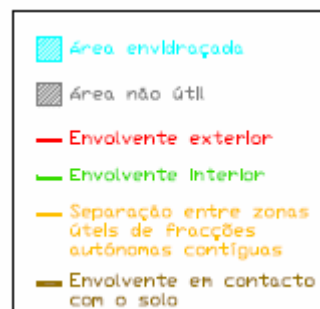 Área envidraçada
Área não útil
Envolvente exterior
Envolvente interior
Separação entre zonas
úteis de fracções
autónomas contíguas
Envolvente em contacto
com o solo